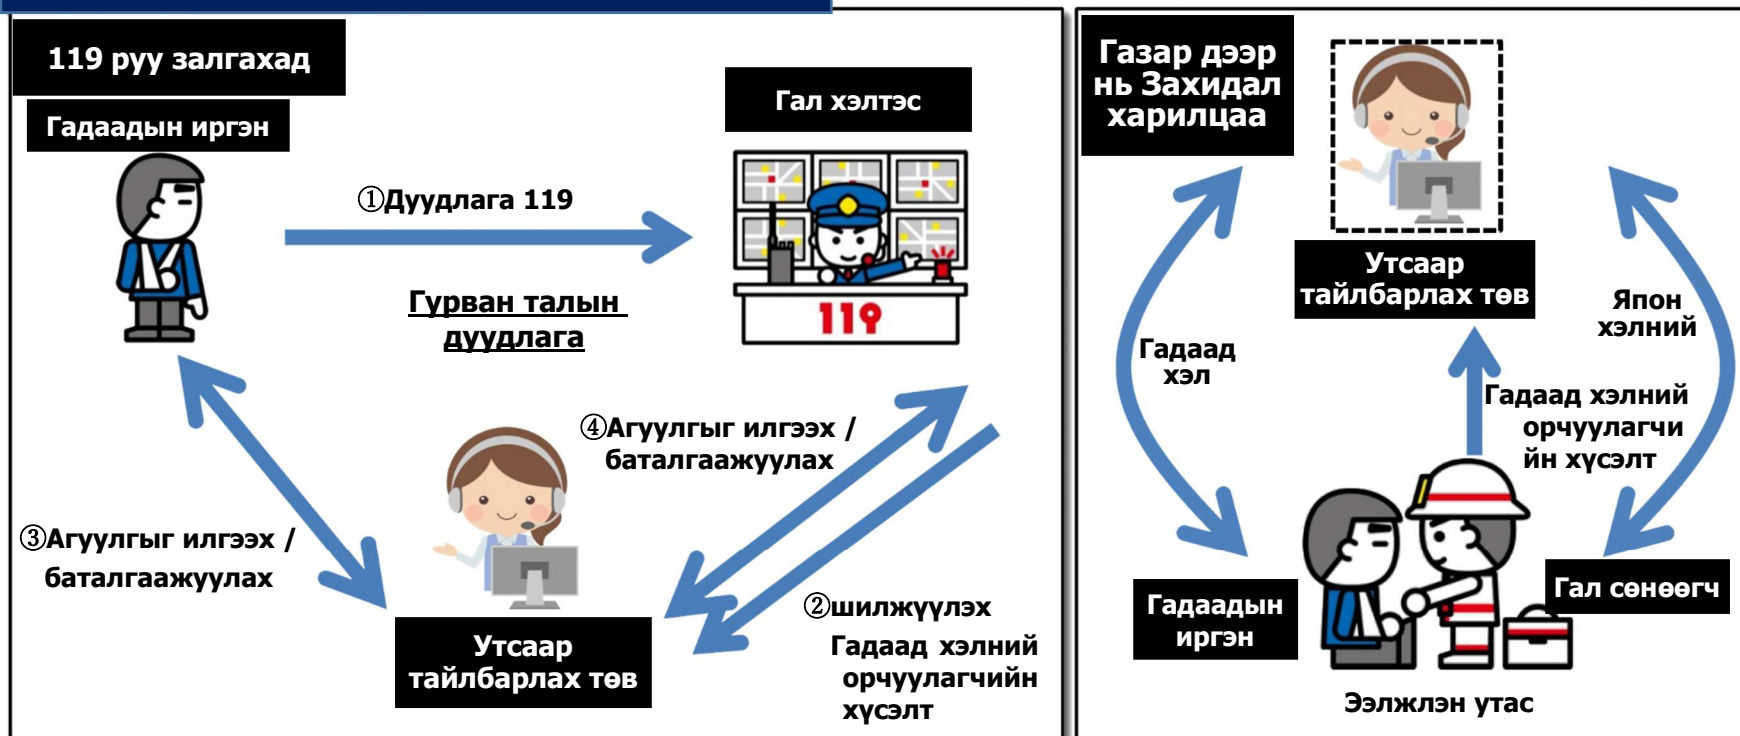 119 руу залгахад
Гадаадын иргэн
Гал хэлтэс
①Дуудлага 119
119
Гурван талын
дуудлага
④Агуулгыг илгээх /
баталгаажуулах
③Агуулгыг илгээх /
баталгаажуулах
②шилжүүлэх
Гадаад хэлний
орчуулагчийн
хүсэлт
Утсаар
тайлбарлах төв
Газар дээр
нь Захидал
харилцаа
Утсаар
тайлбарлах төв
Япон
хэлний
Гадаад
хэл
Гадаад хэлний
орчуулагчи
йн хүсэлт
Гадаадын
иргэн
Гал сөнөөгч
Ээлжлэн утас